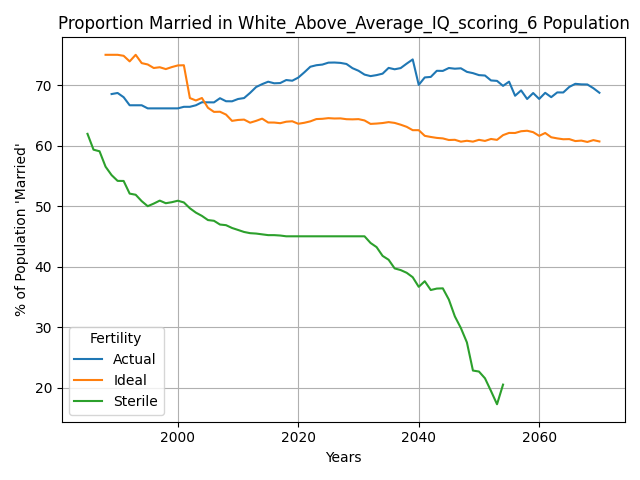 Proportion Married in White_Above_Average_IQ_scoring_6 Population
% of Population 'Married'
70
60
50
40
30
20
Fertility
Actual
Ideal
Sterile
2000 2020 2040 2060
Years